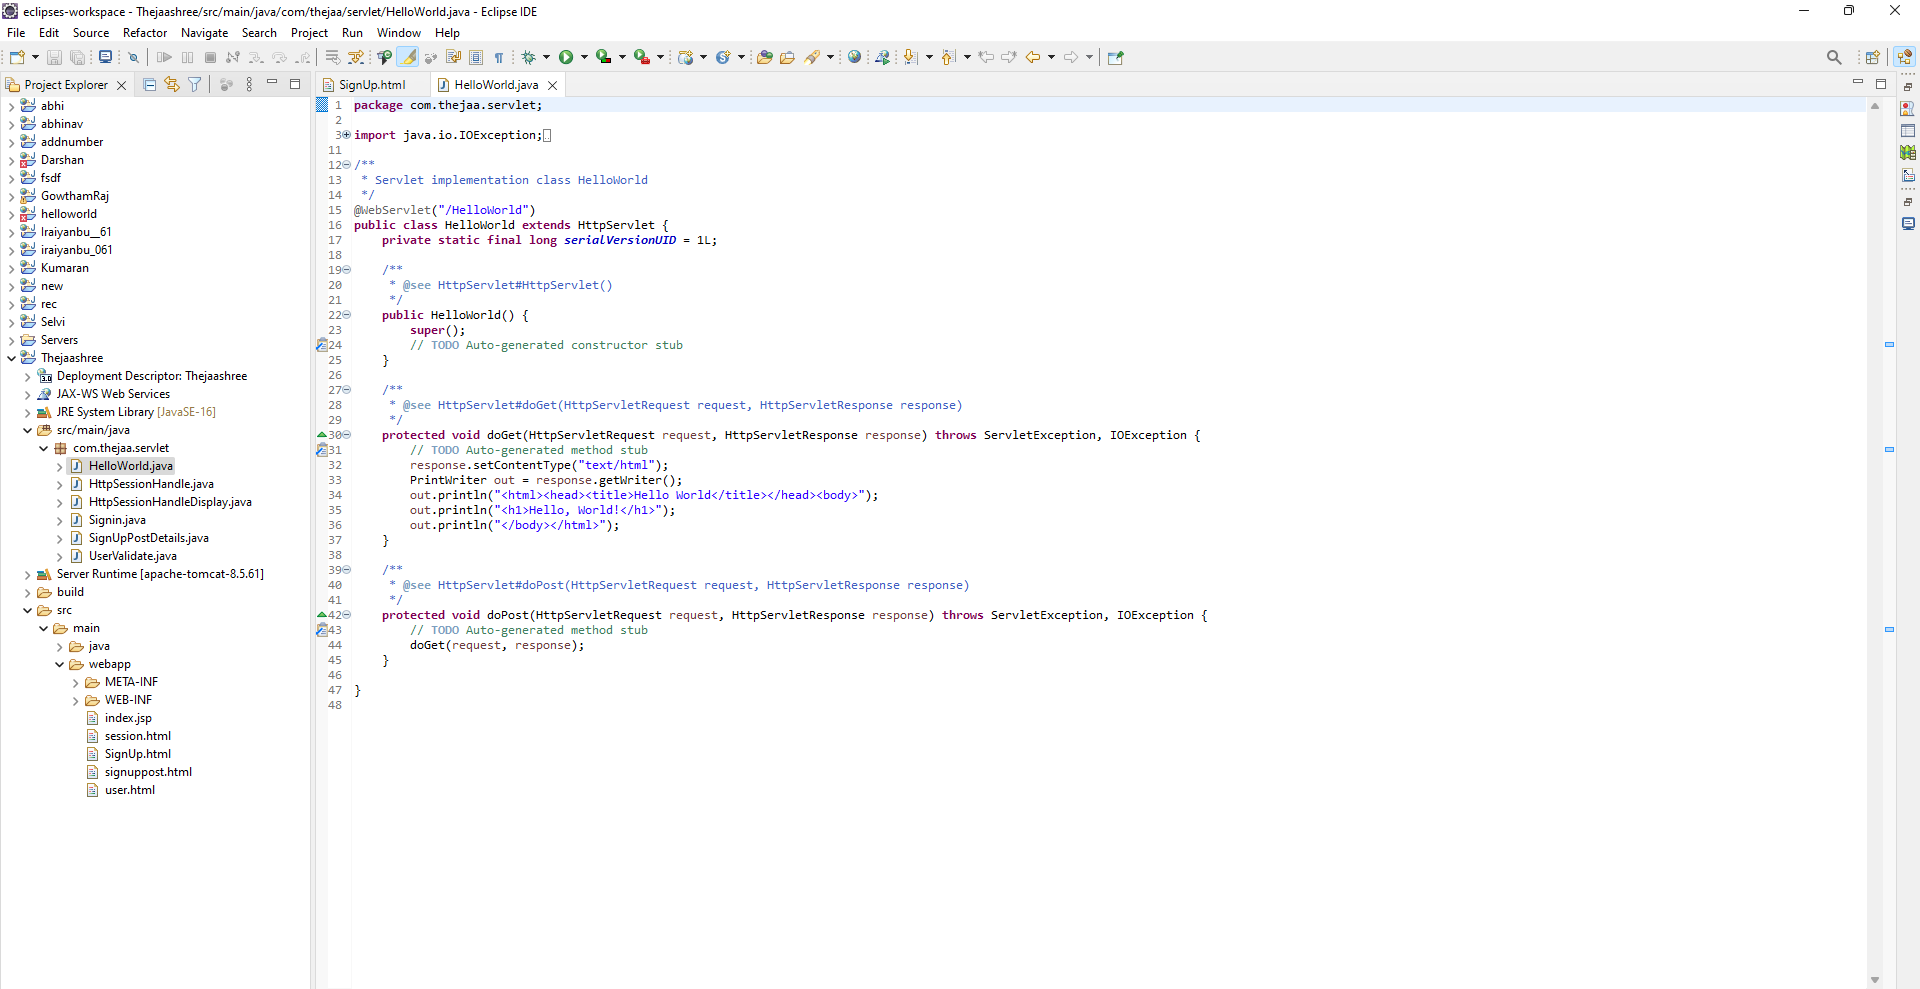 eclipses-workspace - Thejaashree/src/main/java/com/thejaa/servlet/HelloWorld.java - Eclipse IDE
File Edit Source Refactor Navigate Search Project Run Window Help
Project Explorer
abhi
abhinav
addnumber
Darshan
fsdf
GowthamRaj
helloworld
Iraiyanbu__61
iraiyanbu_061
Kumaran
new
rec
Selvi
Servers
Thejaashree
Deployment Descriptor: Thejaashree
JAX-WS Web Services
JRE System Library [JavaSE-16]
src/main/java
com.thejaa.servlet
HelloWorld.java
HttpSessionHandle.java
HttpSessionHandleDisplay.java
Signin.java
SignUpPostDetails.java
UserValidate.java
Server Runtime [apache-tomcat-8.5.61]
build
src
main
java
webapp
META-INF
WEB-INF
index.jsp
session.html
SignUp.html
signuppost.html
user.html
SignUp.html HelloWorld.java
1 package com.thejaa.servlet;
2
3 import java.io.IOException;
11
12 /**
13 * Servlet implementation class HelloWorld
14 */
15 @WebServlet("/HelloWorld")
16 public class HelloWorld extends HttpServlet {
17 private static final long serialVersionUID = 1L;
18
19 /**
20 * @see HttpServlet#HttpServlet()
21 */
22 public HelloWorld() {
23 super();
24 // TODO Auto-generated constructor stub
25 }
26
27 /**
28 * @see HttpServlet#doGet(HttpServletRequest request, HttpServletResponse response)
29 */
30 protected void doGet(HttpServletRequest request, HttpServletResponse response) throws ServletException, IOException {
31 // TODO Auto-generated method stub
32 response.setContentType("text/html");
33 PrintWriter out = response.getWriter();
34 out.println("<html><head><title>Hello World</title></head><body>");
35 out.println("<h1>Hello, World!</h1>");
36 out.println("</body></html>");
37 }
38
39 /**
40 * @see HttpServlet#doPost(HttpServletRequest request, HttpServletResponse response)
41 */
42 protected void doPost(HttpServletRequest request, HttpServletResponse response) throws ServletException, IOException {
43 // TODO Auto-generated method stub
44 doGet(request, response);
45 }
46
47 }
48